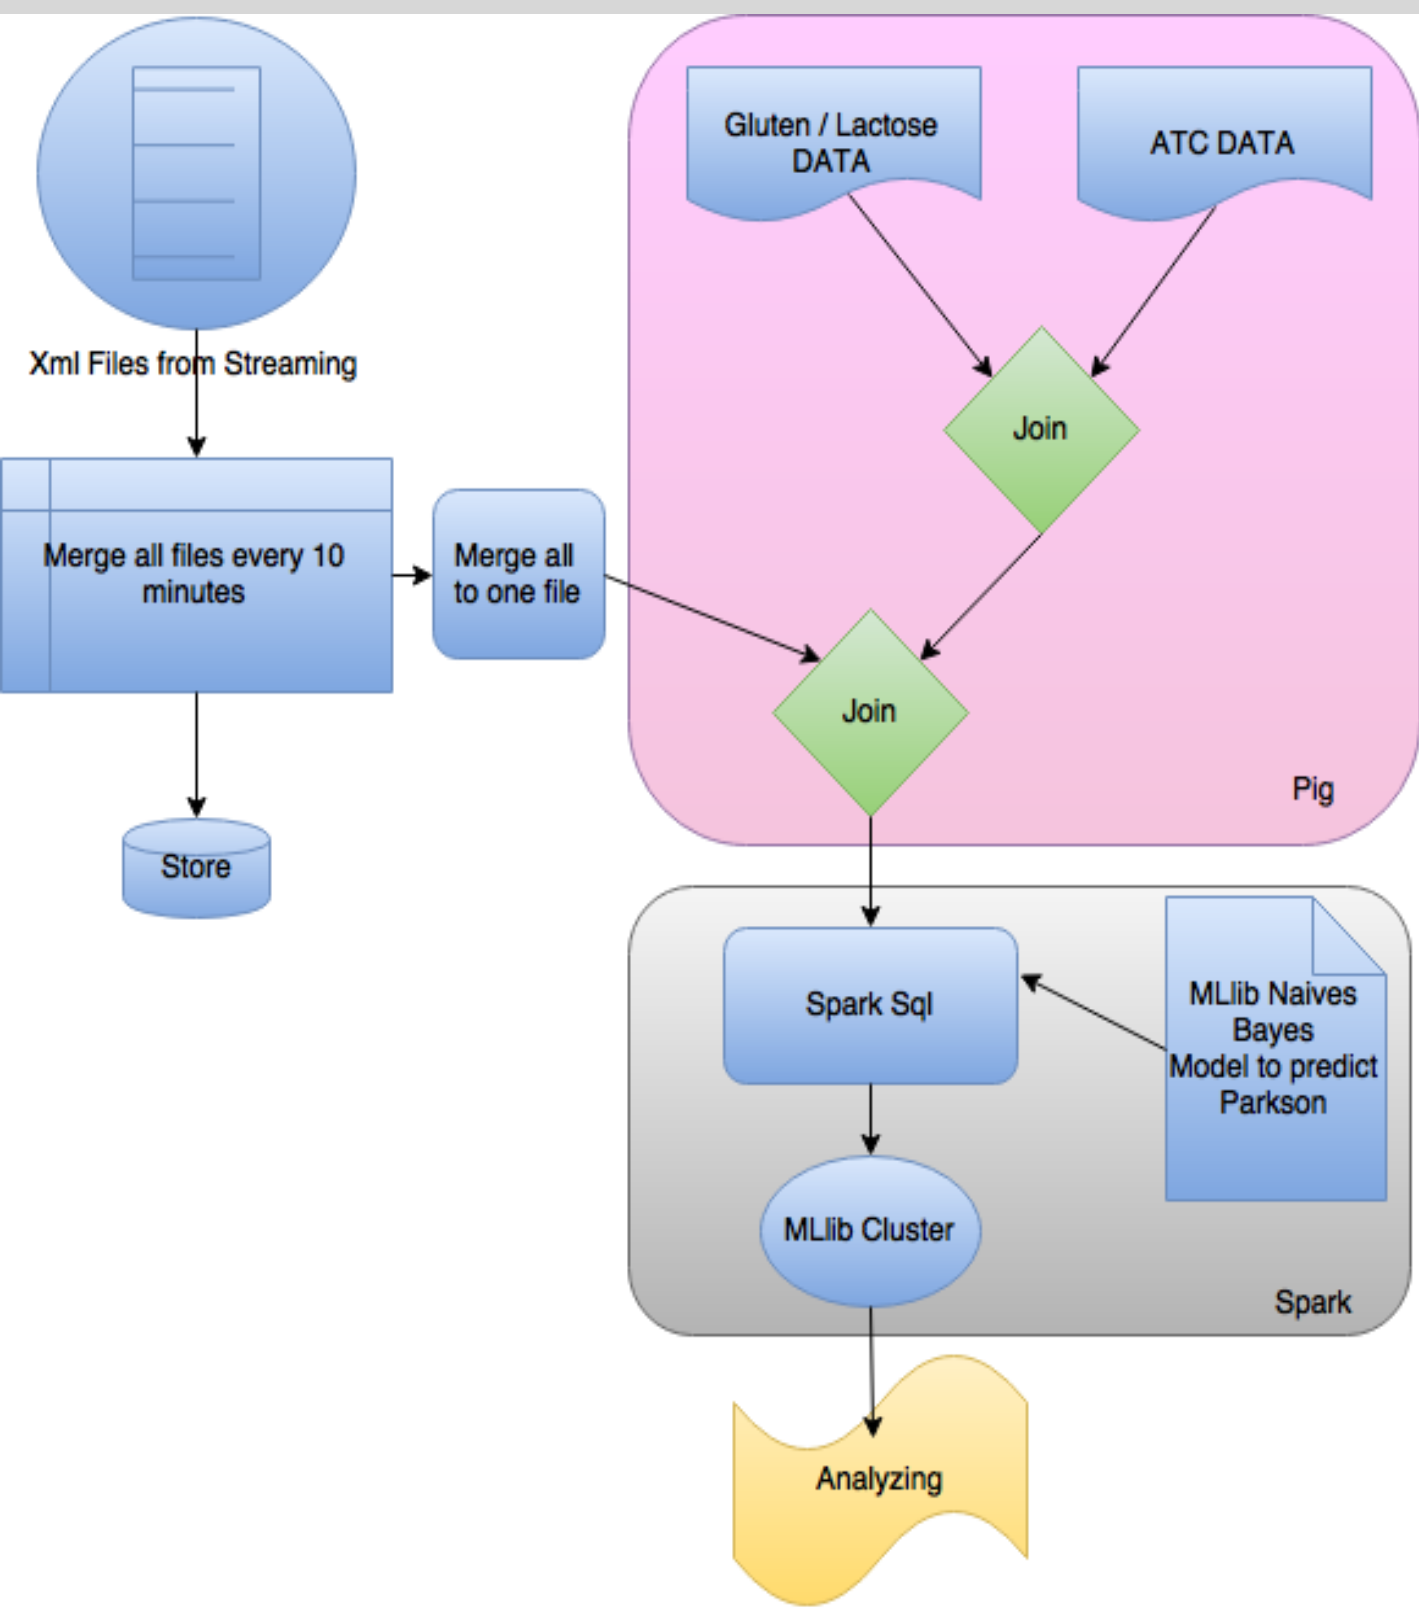 Gluten / Lactose
DATA
ATC DATA
Xml Files from Streaming
Join
Merge all files every 10
minutes
Merge all
to one file
Join
Pig
Store
Spark Sql
MLlib Naives
Bayes
Model to predict
Parkson
MLlib Cluster
Spark
Analyzing